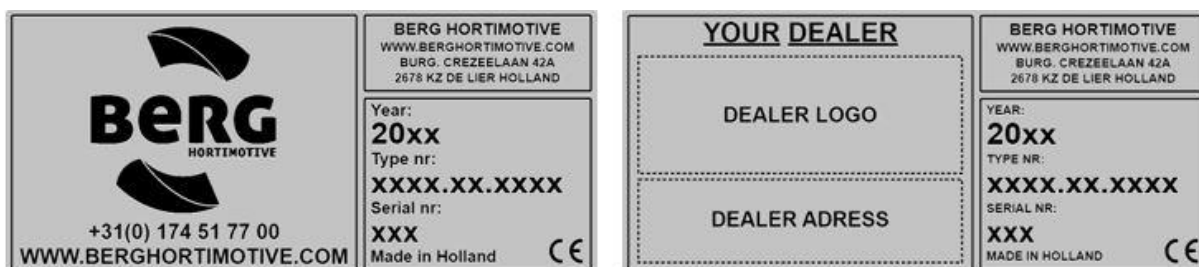 BERG
HORTIMOTIVE
+31(0) 174 51 77 00
WWW.BERGHORTIMOTIVE.COM
BERG HORTIMOTIVE
WWW.BERGHORTIMOTIVE.COM
BURG. CREZEELAAN 42A
2678 KZ DE LIER HOLLAND
Year:
20xx
Type nr:
xxxx.xx.xxxx
Serial nr:
xxx
Made in Holland
CE
YOUR DEALER
DEALER LOGO
DEALER ADRESS
BERG HORTIMOTIVE
WWW.BERGHORTIMOTIVE.COM
BURG. CREZEELAAN 42A
2678 KZ DE LIER HOLLAND
YEAR:
20xx
TYPE NR:
xxxx.xx.xxxx
SERIAL NR:
xxx
MADE IN HOLLAND
CE